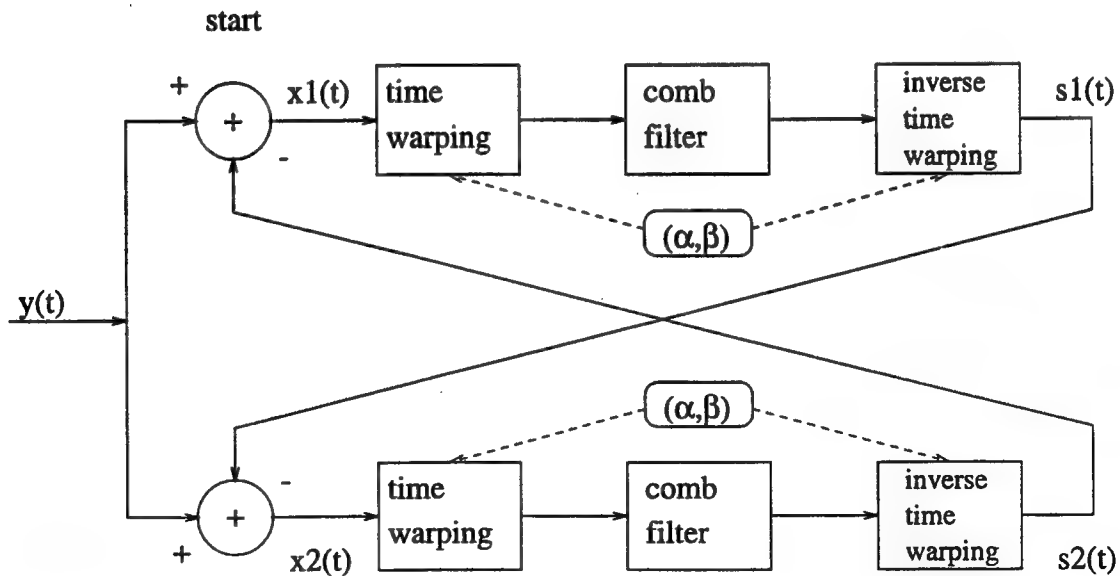 start
+
+
x1(t)
-
time
warping
comb
filter
inverse
time
warping
s1(t)
(α,β)
y(t)
(α,β)
-
+
+
x2(t)
time
warping
comb
filter
inverse
time
warping
s2(t)